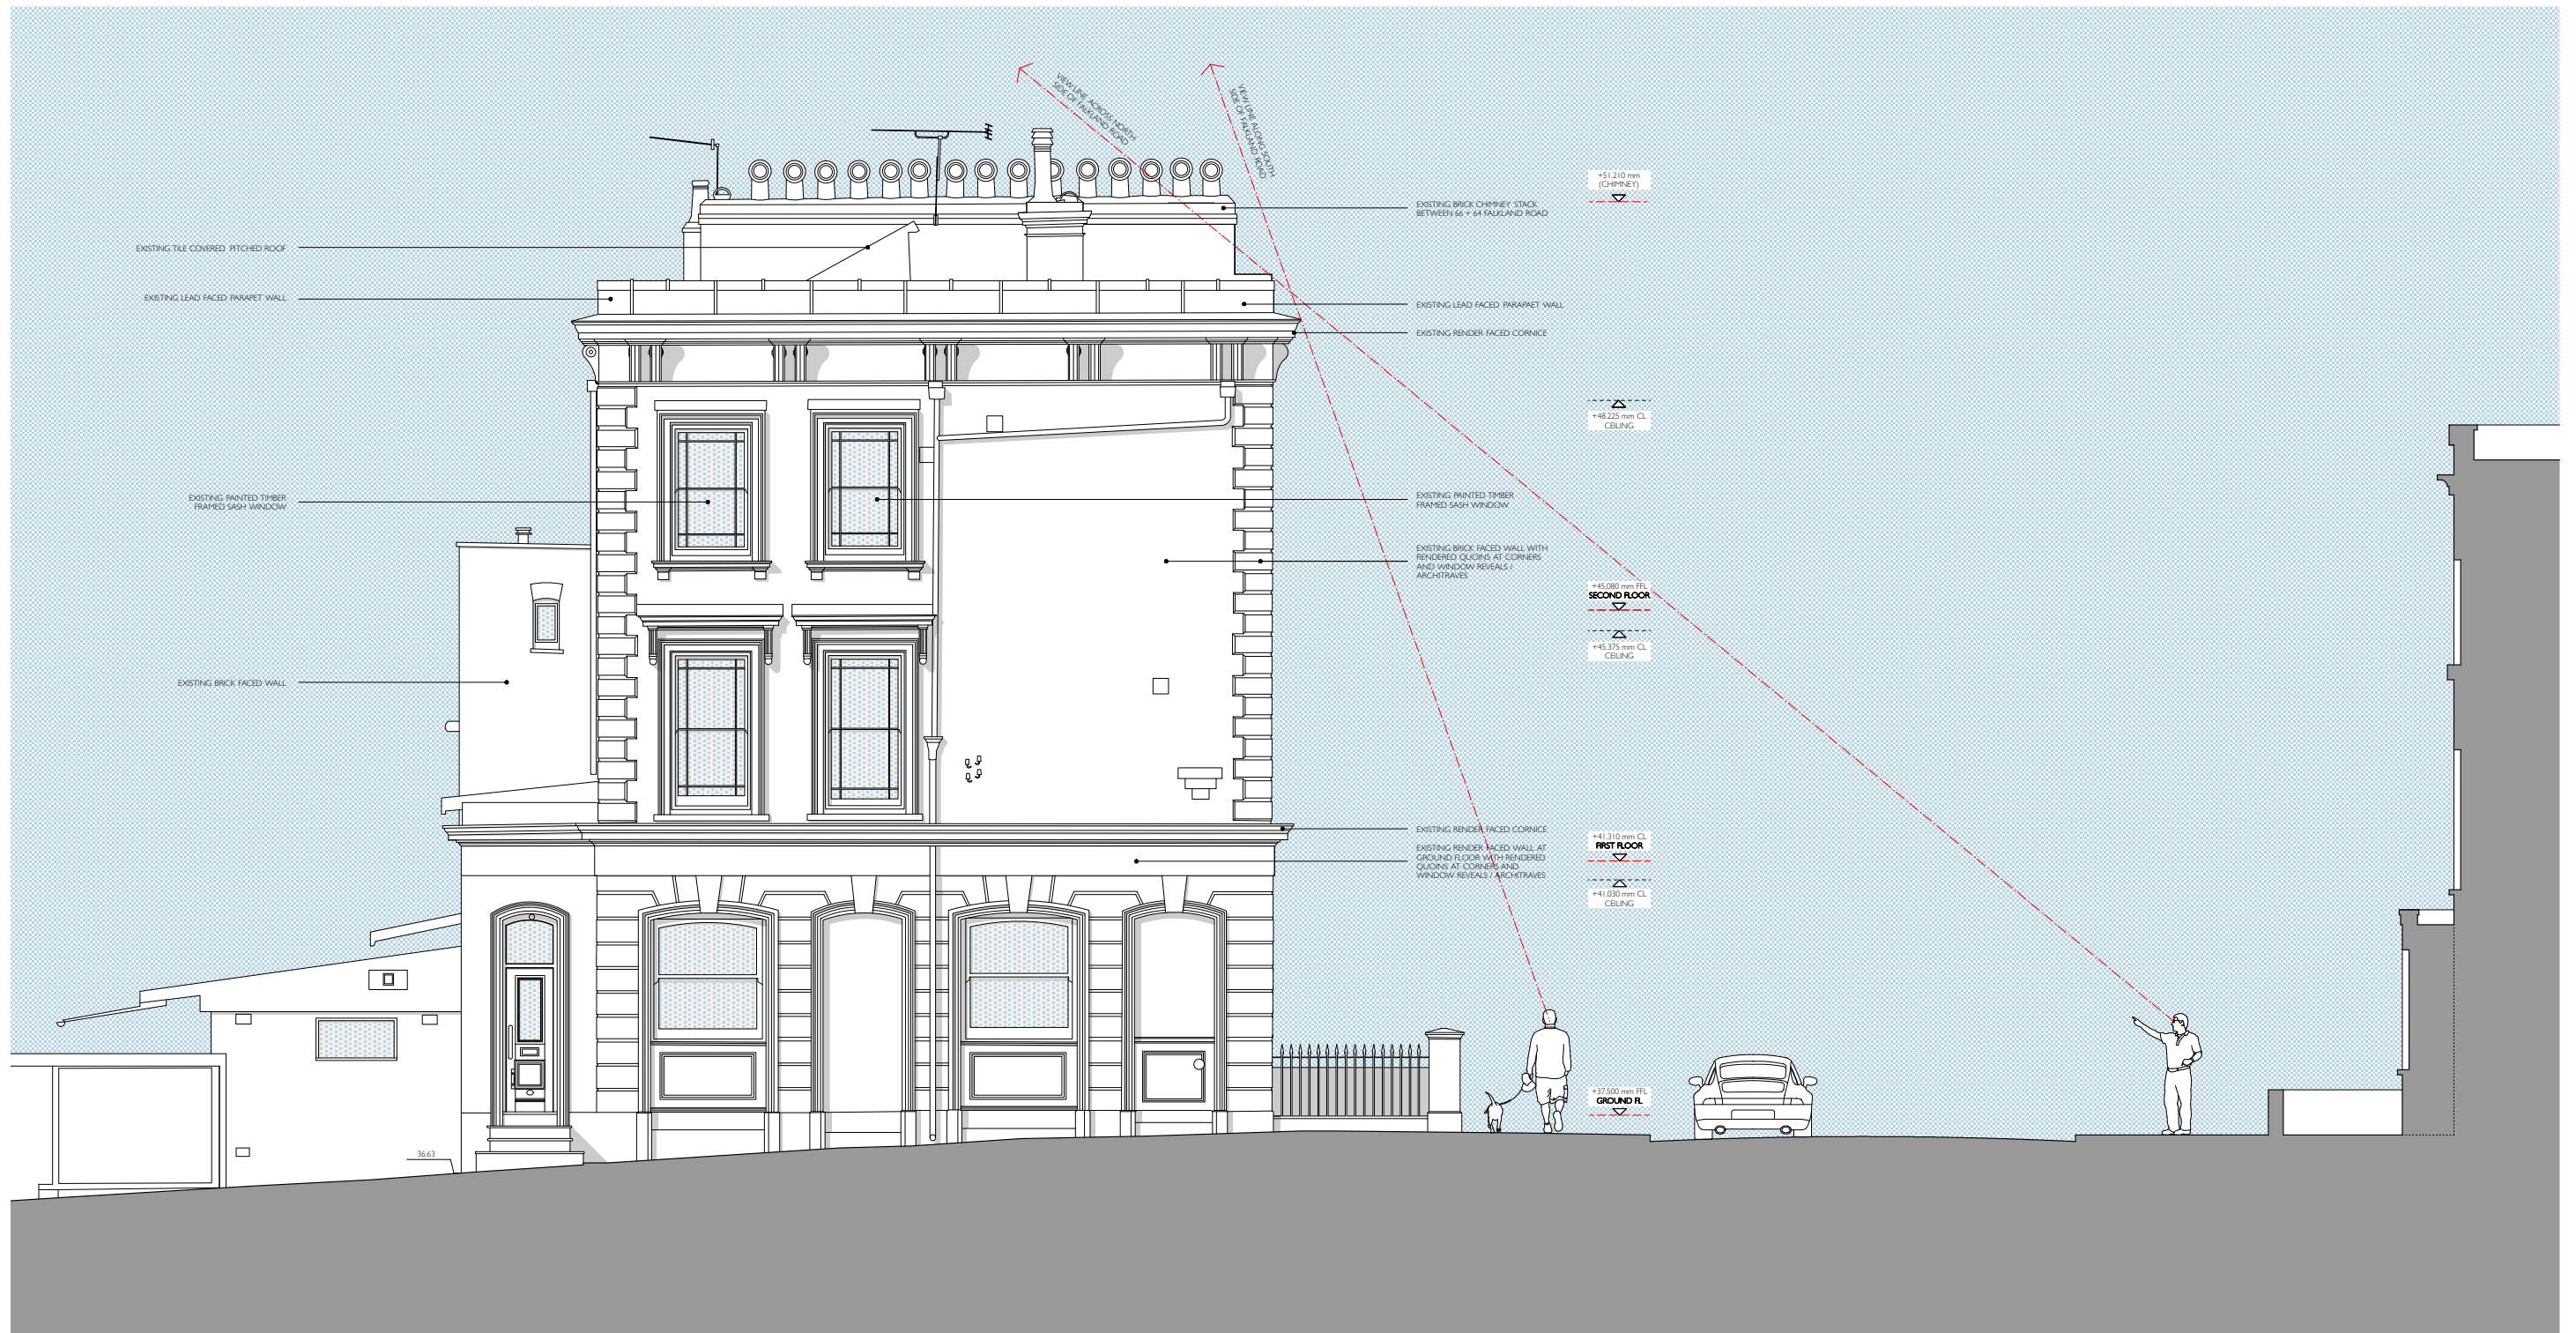 VIEW LINE ACROSS NORTH
SIDE OF FALKLAND ROAD
VIEW LINE ALONG SOUTH
SIDE OF FALKLAND ROAD
EXISTING TILE COVERED PITCHED ROOF
EXISTING LEAD FACED PARAPET WALL
EXISTING PAINTED TIMBER
FRAMED SASH WINDOW
EXISTING BRICK FACED WALL
36.63
EXISTING BRICK CHIMNEY STACK
BETWEEN 66 + 64 FALKLAND ROAD
EXISTING LEAD FACED PARAPAET WALL
EXISTING RENDER FACED CORNICE
EXISTING PAINTED TIMBER
FRAMED SASH WINDOW
EXISTING BRICK FACED WALL WITH
RENDERED QUOINS AT CORNERS
AND WINDOW REVEALS /
ARCHITRAVES
EXISTING RENDER FACED CORNICE
EXISTING RENDER FACED WALL AT
GROUND FLOOR WITH RENDERED
QUOINS AT CORNERS AND
WINDOW REVEALS / ARCHITRAVES
+51.210 mm
(CHIMNEY)
+48.225 mm CL
CEILING
+45.080 mm FFL
SECOND FLOOR
+45.375 mm CL
CEILING
+41.310 mm CL
FIRST FLOOR
+41.030 mm CL
CEILING
+37.500 mm FFL
GROUND FL